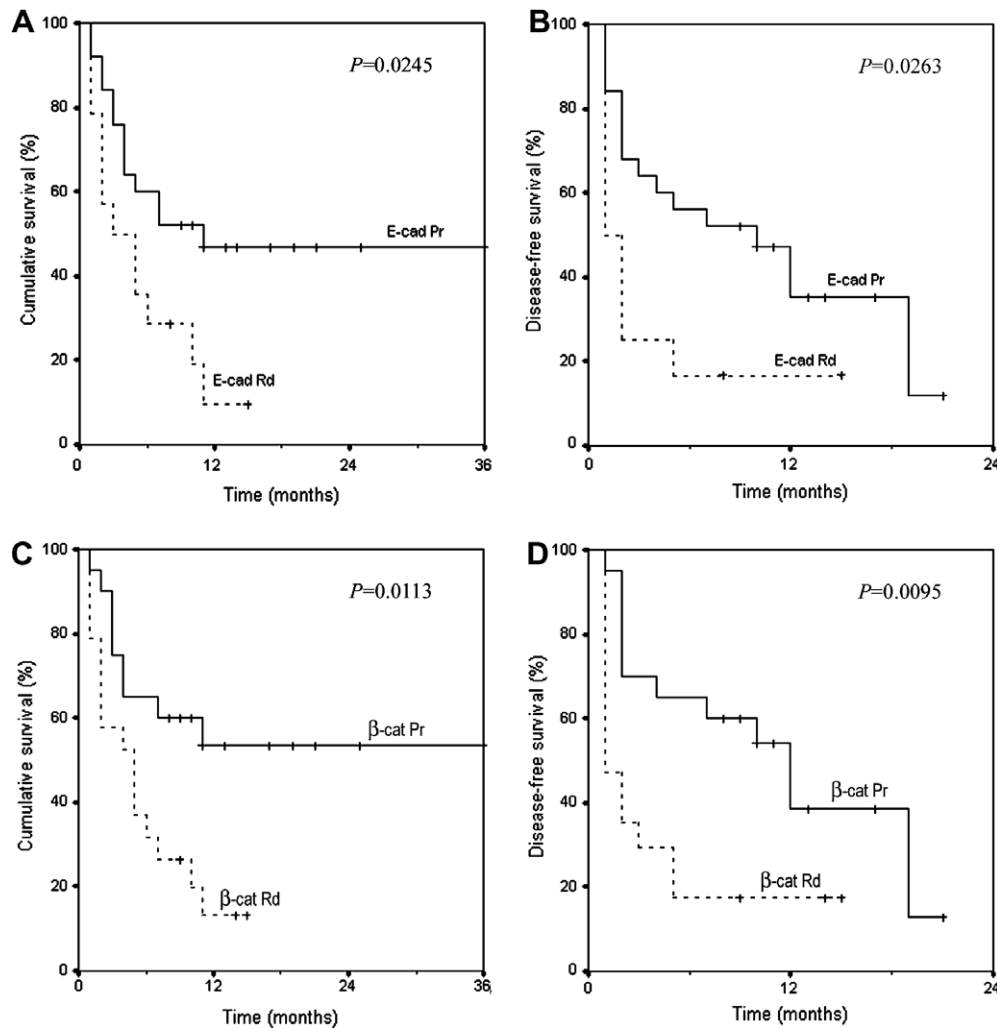 A
P=0.0245
Cumulative survival (%)
100
80
60
40
20
0
E-cad Pr
E-cad Rd
0 12 24 36
Time (months)
B
P=0.0263
Disease-free survival (%)
100
80
60
40
20
0
E-cad Pr
E-cad Rd
0 12 24
Time (months)
C
P=0.0113
Cumulative survival (%)
100
80
60
40
20
0
β-cat Pr
β-cat Rd
0 12 24 36
Time (months)
D
P=0.0095
Disease-free survival (%)
100
80
60
40
20
0
β-cat Pr
β-cat Rd
0 12 24
Time (months)